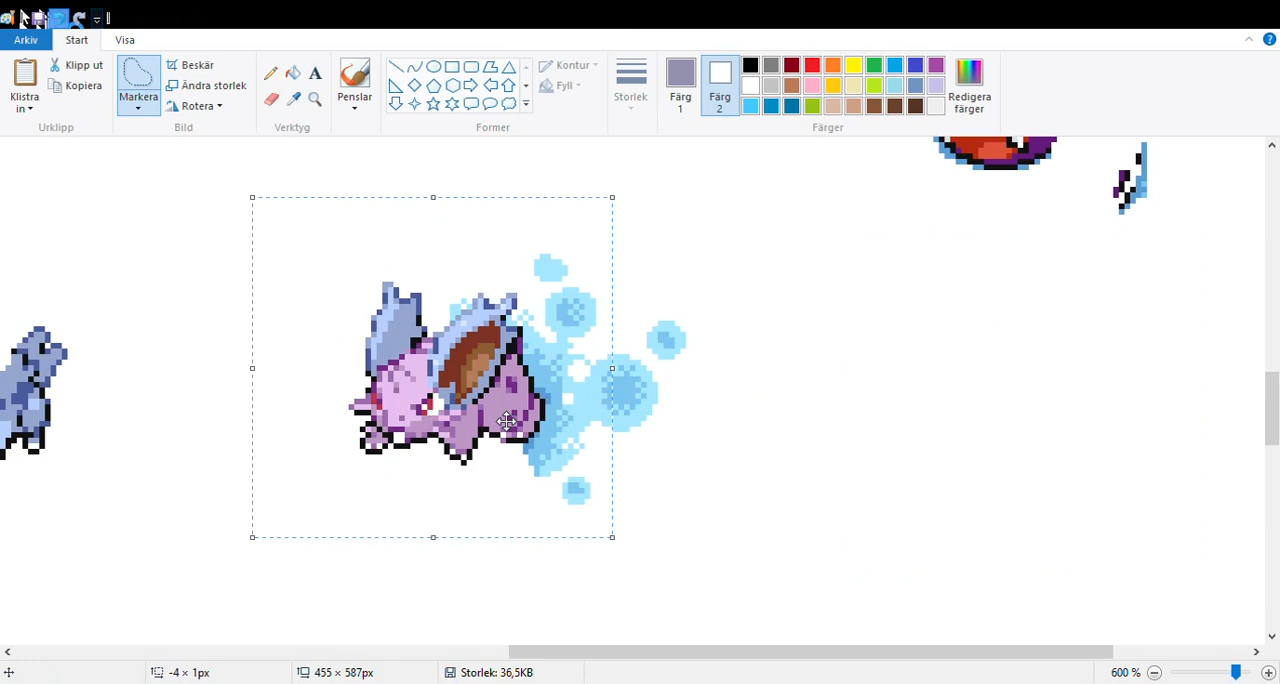 Arkiv Start Visa
Klistra in
Klipp ut
Kopiera
Urklipp
Markera
Beskär
Ändra storlek
Rotera
Bild
A
Verktyg
Penslar
Kontur
Fyll
Former
Storlek
Färg 1
Färg 2
Redigera färger
Färger
-4 × 1px
455 × 587px
Storlek: 36,5KB
600 %